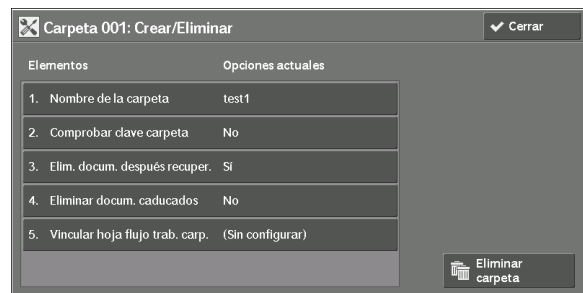 Carpeta 001: Crear/Eliminar
Cerrar
Elementos Opciones actuales
1. Nombre de la carpeta test1
2. Comprobar clave carpeta No
3. Elim. docum. después recuper. Sí
4. Eliminar docum. caducados No
5. Vincular hoja flujo trab. carp. (Sin configurar)
Eliminar
carpeta